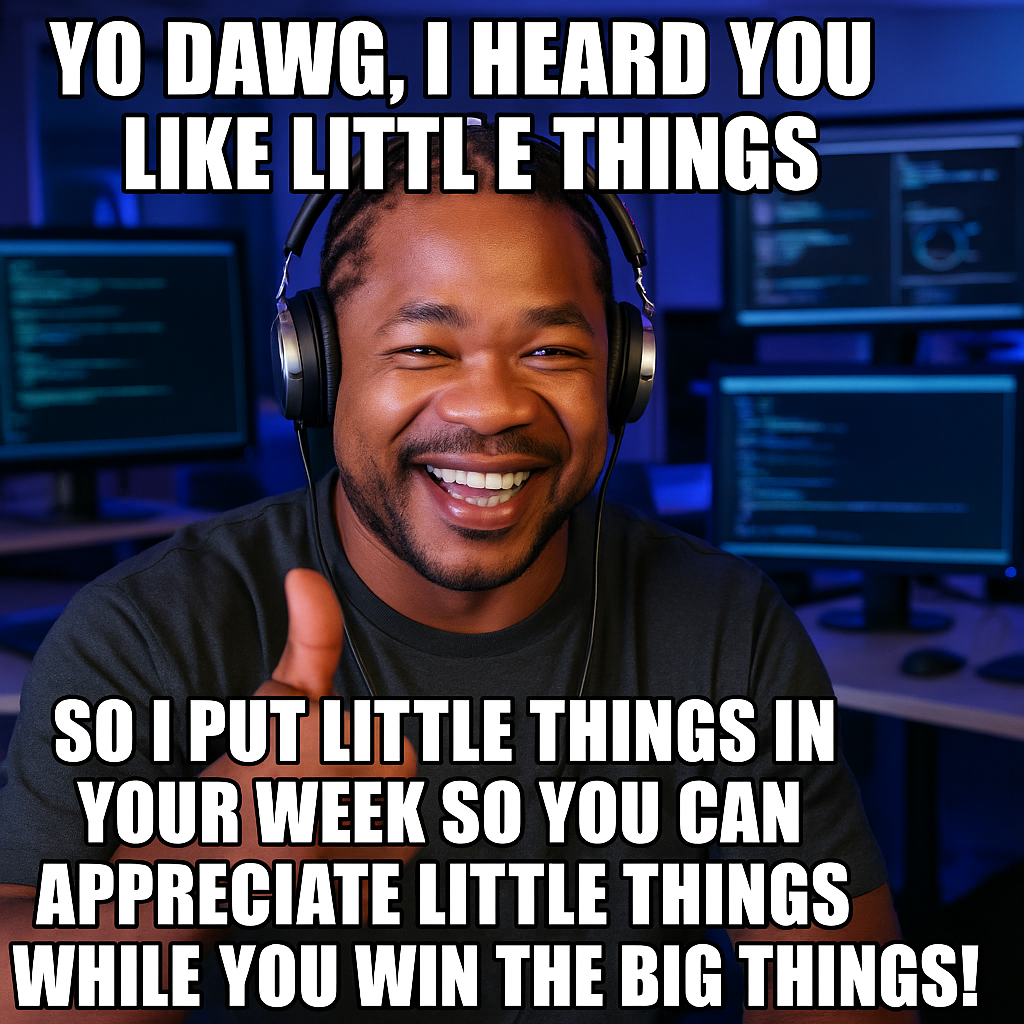 YO DAWG, I HEARD YOU
LIKE LITTLE THINGS
SO I PUT LITTLE THINGS IN
YOUR WEEK SO YOU CAN
APPRECIATE LITTLE THINGS
WHILE YOU WIN THE BIG THINGS!